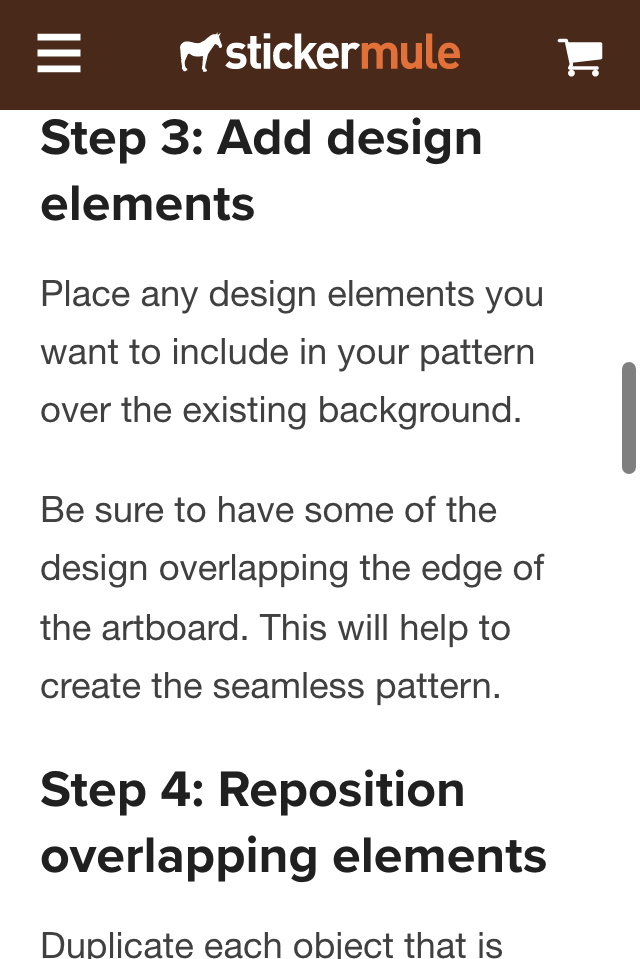 stickermule
Step 3: Add design
elements
Place any design elements you
want to include in your pattern
over the existing background.
Be sure to have some of the
design overlapping the edge of
the artboard. This will help to
create the seamless pattern.
Step 4: Reposition
overlapping elements
Duplicate each object that is